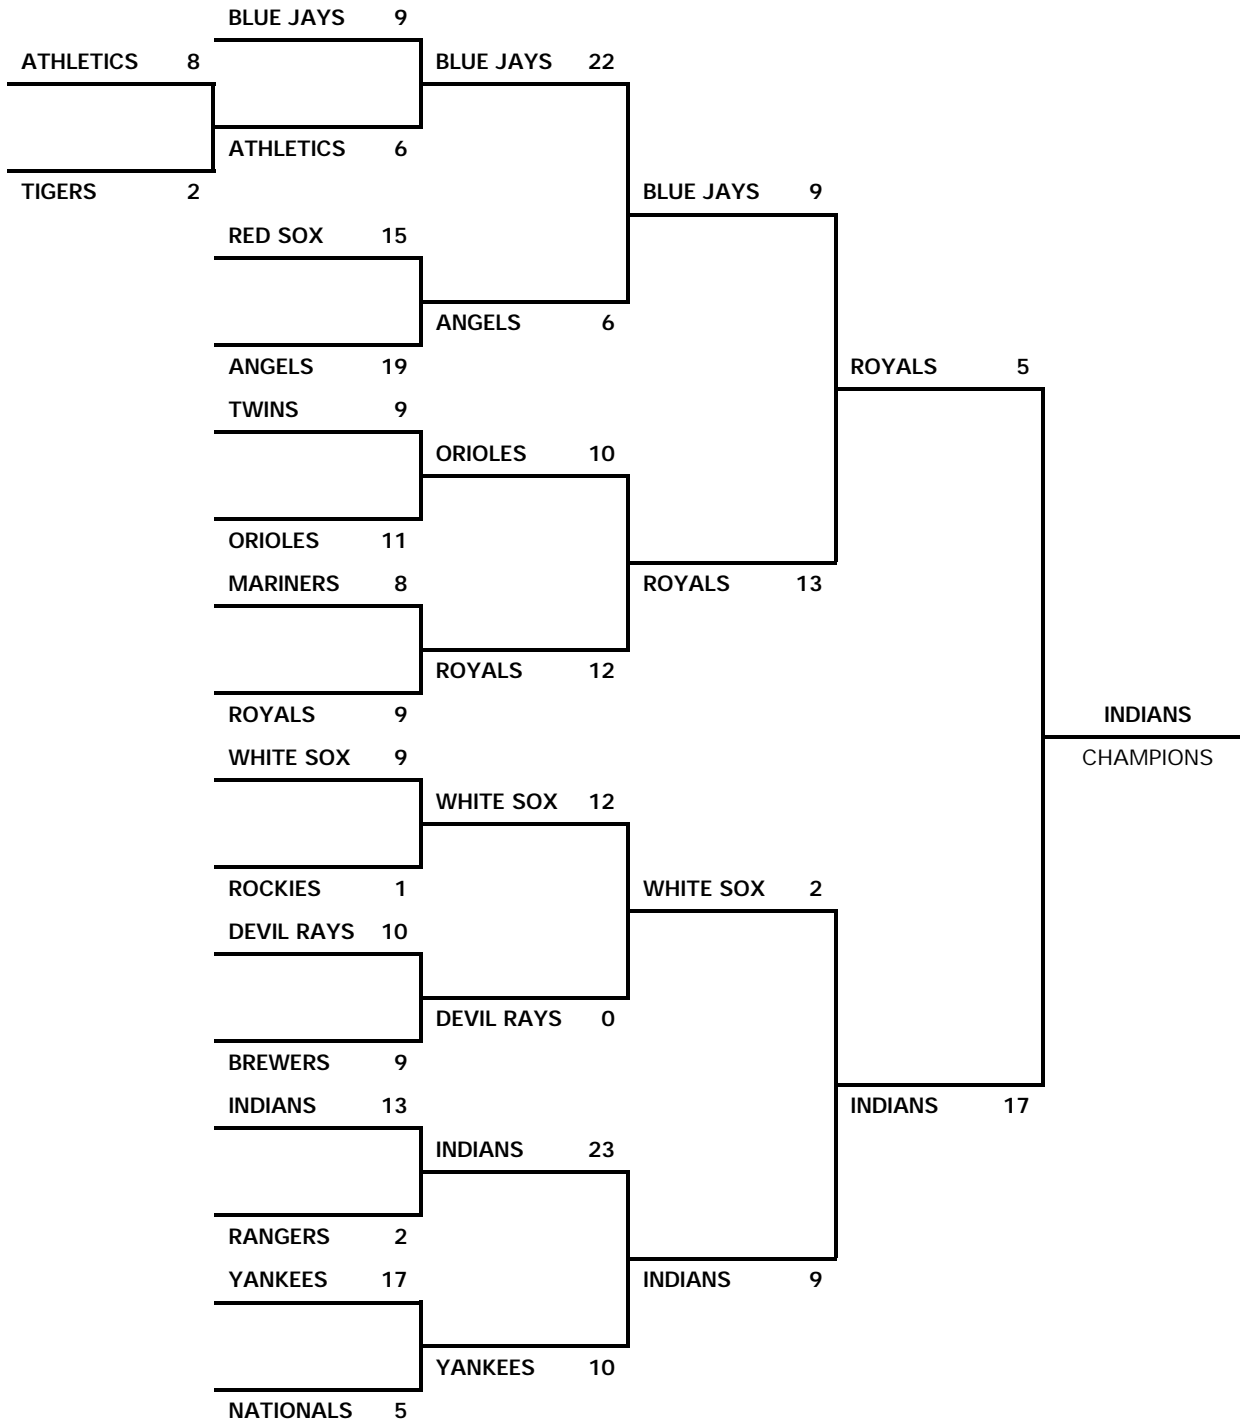 BLUE JAYS 9
ATHLETICS 8
BLUE JAYS 22
ATHLETICS 6
TIGERS 2
BLUE JAYS 9
RED SOX 15
ANGELS 6
ANGELS 19
ROYALS 5
TWINS 9
ORIOLES 10
ORIOLES 11
MARINERS 8
ROYALS 13
ROYALS 12
ROYALS 9
INDIANS
WHITE SOX 9
CHAMPIONS
WHITE SOX 12
ROCKIES 1
WHITE SOX 2
DEVIL RAYS 10
DEVIL RAYS 0
BREWERS 9
INDIANS 13
INDIANS 17
INDIANS 23
RANGERS 2
YANKEES 17
INDIANS 9
YANKEES 10
NATIONALS 5